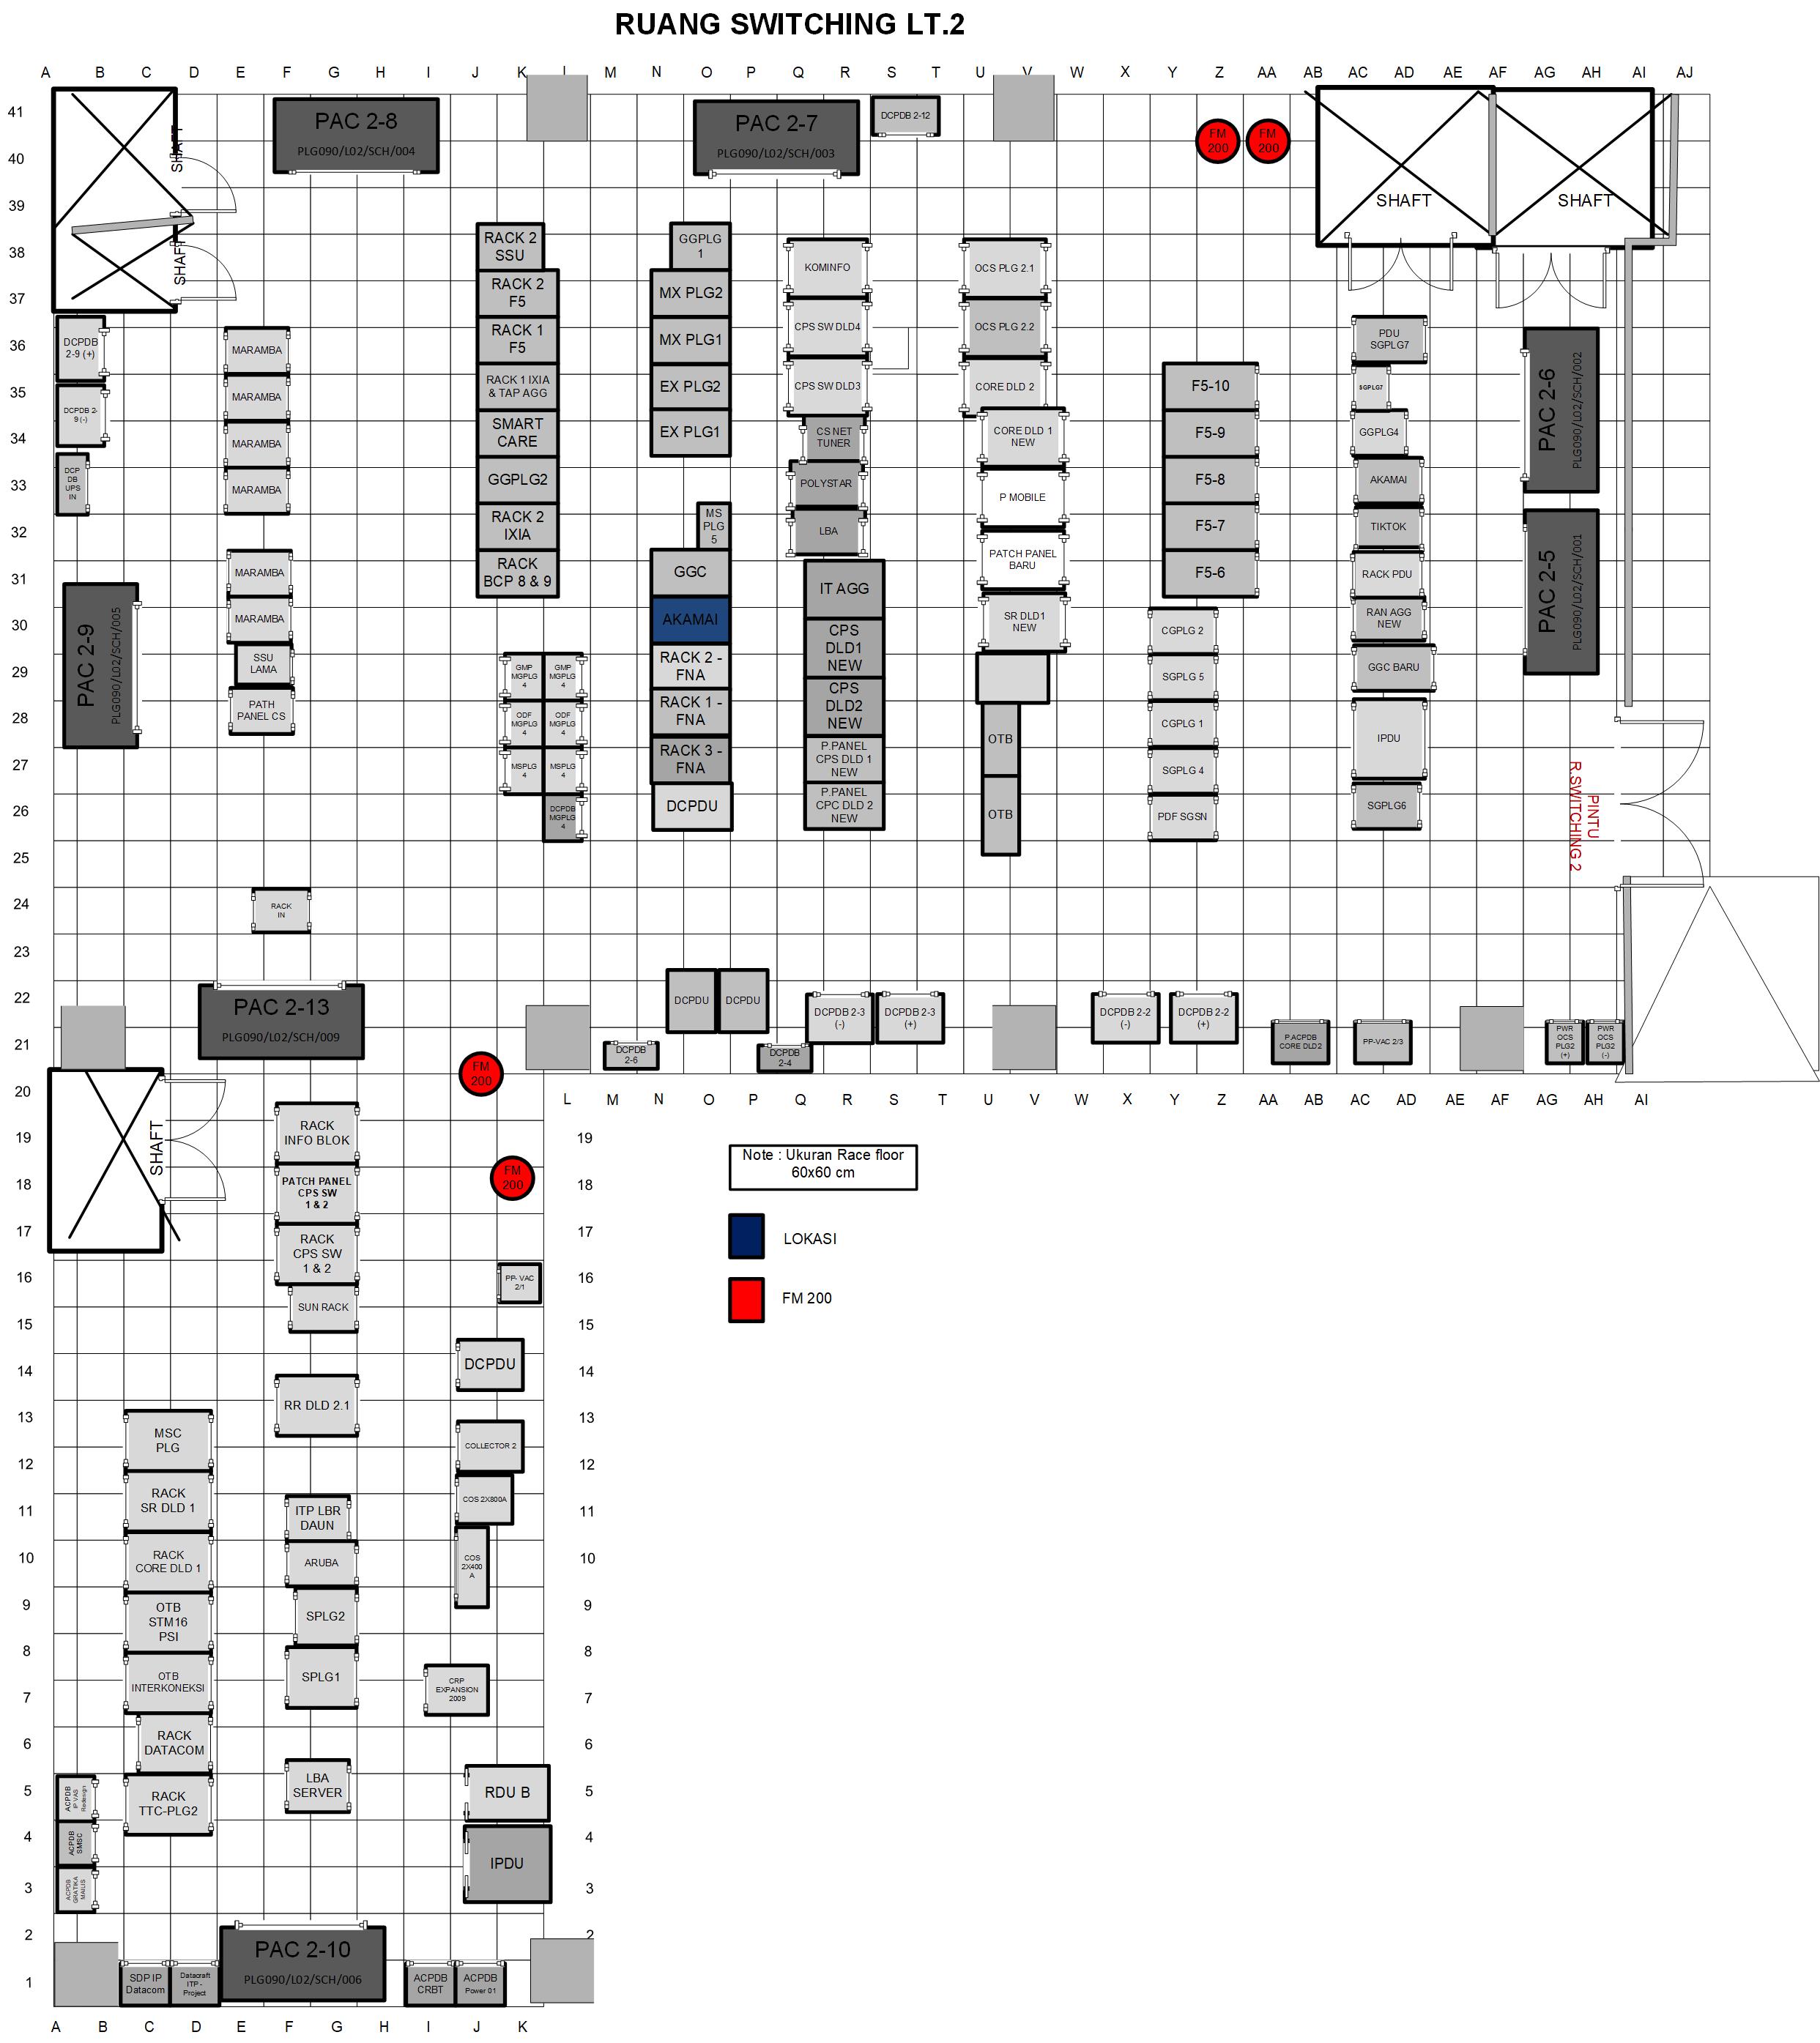 RUANG SWITCHING LT.2
A B C D E F G H I J K L M N O P Q R S T U V W X Y Z AA AB AC AD AE AF AG AH AI AJ
41
40
39
38
37
36
35
34
33
32
31
30
29
28
27
26
25
24
23
22
21
20
19
18
17
16
15
14
13
12
11
10
9
8
7
6
5
4
3
2
1
SHAFT
SHAFT
PAC 2-8
PLG090/L02/SCH/004
PAC 2-7
PLG090/L02/SCH/003
DCPDB 2-12
FM
200
FM
200
SHAFT
SHAFT
DCPDB
2-9 (+)
DCPDB 2-
9 (-)
DCP
DB
UPS
IN
PAC 2-9
PLG090/L02/SCH/005
MARAMBA
MARAMBA
MARAMBA
MARAMBA
MARAMBA
MARAMBA
SSU
LAMA
PATH
PANEL CS
RACK
IN
RACK 2
SSU
RACK 2
F5
RACK 1
F5
RACK 1 IXIA
& TAP AGG
SMART
CARE
GGPLG2
RACK 2
IXIA
RACK
BCP 8 & 9
GMP
MGPLG
4
GMP
MGPLG
4
ODF
MGPLG
4
ODF
MGPLG
4
MSPLG
4
MSPLG
4
DCPDB
MGPLG
4
GGPLG
1
MX PLG2
MX PLG1
EX PLG2
EX PLG1
MS
PLG
5
GGC
AKAMAI
RACK 2 -
FNA
RACK 1 -
FNA
RACK 3 -
FNA
DCPDU
KOMINFO
CPS SW DLD4
CPS SW DLD3
CS NET
TUNER
POLYSTAR
LBA
IT AGG
CPS
DLD1
NEW
CPS
DLD2
NEW
P.PANEL
CPS DLD 1
NEW
P.PANEL
CPC DLD 2
NEW
OCS PLG 2.1
OCS PLG 2.2
CORE DLD 2
CORE DLD 1
NEW
P MOBILE
PATCH PANEL
BARU
SR DLD1
NEW
OTB
OTB
F5-10
F5-9
F5-8
F5-7
F5-6
CGPLG 2
SGPLG 5
CGPLG 1
SGPLG 4
PDF SGSN
PDU
SGPLG7
SGPLG7
GGPLG4
AKAMAI
TIKTOK
RACK PDU
RAN AGG
NEW
GGC BARU
IPDU
SGPLG6
PAC 2-6
PLG090/L02/SCH/002
PAC 2-5
PLG090/L02/SCH/001
PINTU
R.SWITCHING 2
PAC 2-13
PLG090/L02/SCH/009
FM
200
DCPDB
2-6
DCPDU
DCPDU
DCPDB
2-4
DCPDB 2-3
(-)
DCPDB 2-3
(+)
DCPDB 2-2
(-)
DCPDB 2-2
(+)
P.ACPDB
CORE DLD2
PP-VAC 2/3
PWR
OCS
PLG2
(+)
PWR
OCS
PLG2
(-)
L M N O P Q R S T U V W X Y Z AA AB AC AD AE AF AG AH AI
SHAFT
RACK
INFO BLOK
PATCH PANEL
CPS SW
1 & 2
RACK
CPS SW
1 & 2
SUN RACK
FM
200
PP- VAC
2/1
RR DLD 2.1
DCPDU
COLLECTOR 2
COS 2X800A
COS
2X400
A
MSC
PLG
RACK
SR DLD 1
RACK
CORE DLD 1
OTB
STM16
PSI
OTB
INTERKONEKSI
RACK
DATACOM
RACK
TTC-PLG2
ITP LBR
DAUN
ARUBA
SPLG2
SPLG1
CRP
EXPANSION
2009
LBA
SERVER
RDU B
IPDU
ACPDB
IP VAS
Redesign
ACPDB
SMSC
ACPDB
GRATIKA
MAILIS
SDP IP
Datacom
Datacraft
ITP -
Project
PAC 2-10
PLG090/L02/SCH/006
ACPDB
CRBT
ACPDB
Power 01
19
18
17
16
15
14
13
12
11
10
9
8
7
6
5
4
3
2
A B C D E F G H I J K
Note : Ukuran Race floor
60x60 cm
LOKASI
FM 200